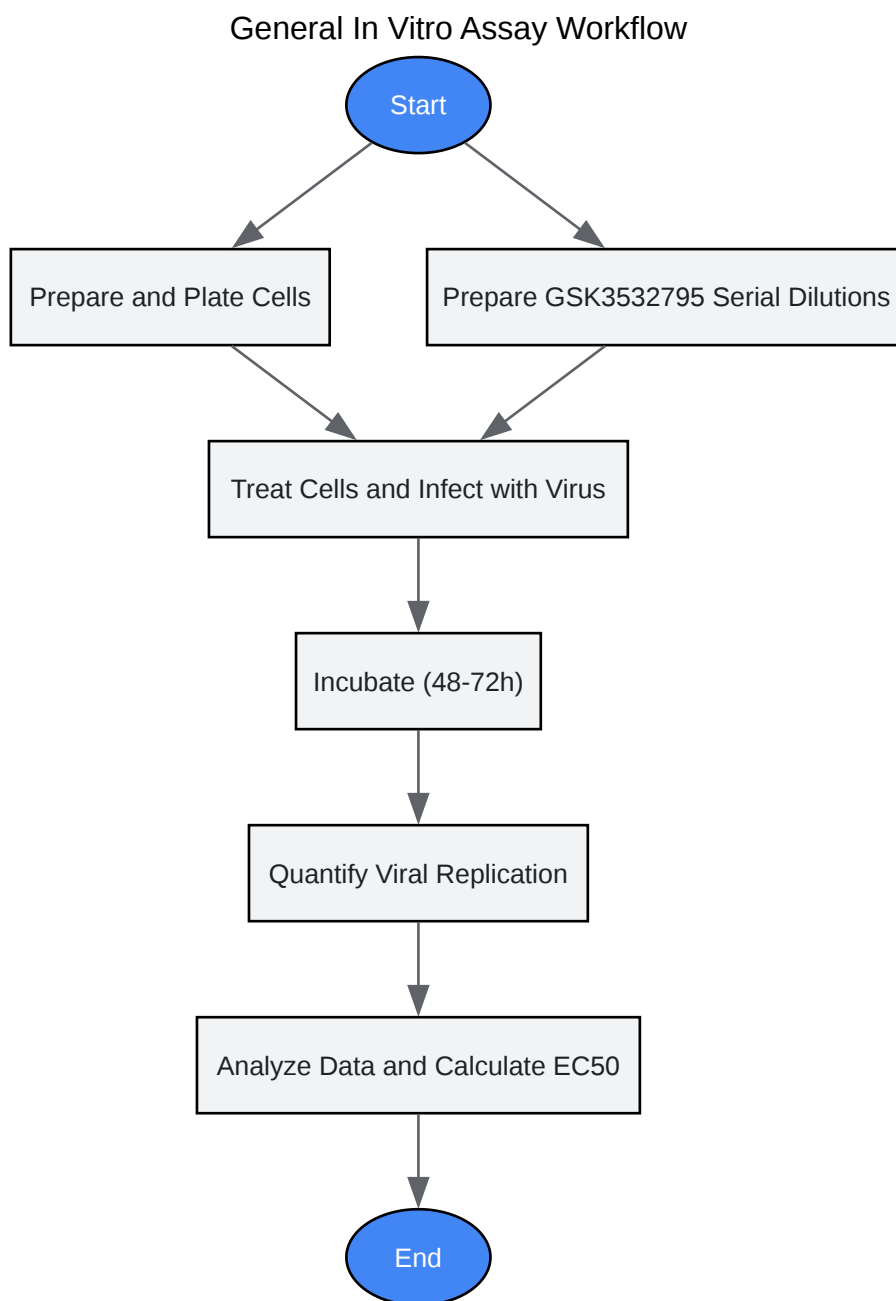 General In Vitro Assay Workflow
Start
Prepare and Plate Cells
Prepare GSK3532795 Serial Dilutions
Treat Cells and Infect with Virus
Incubate (48-72h)
Quantify Viral Replication
Analyze Data and Calculate EC50
End